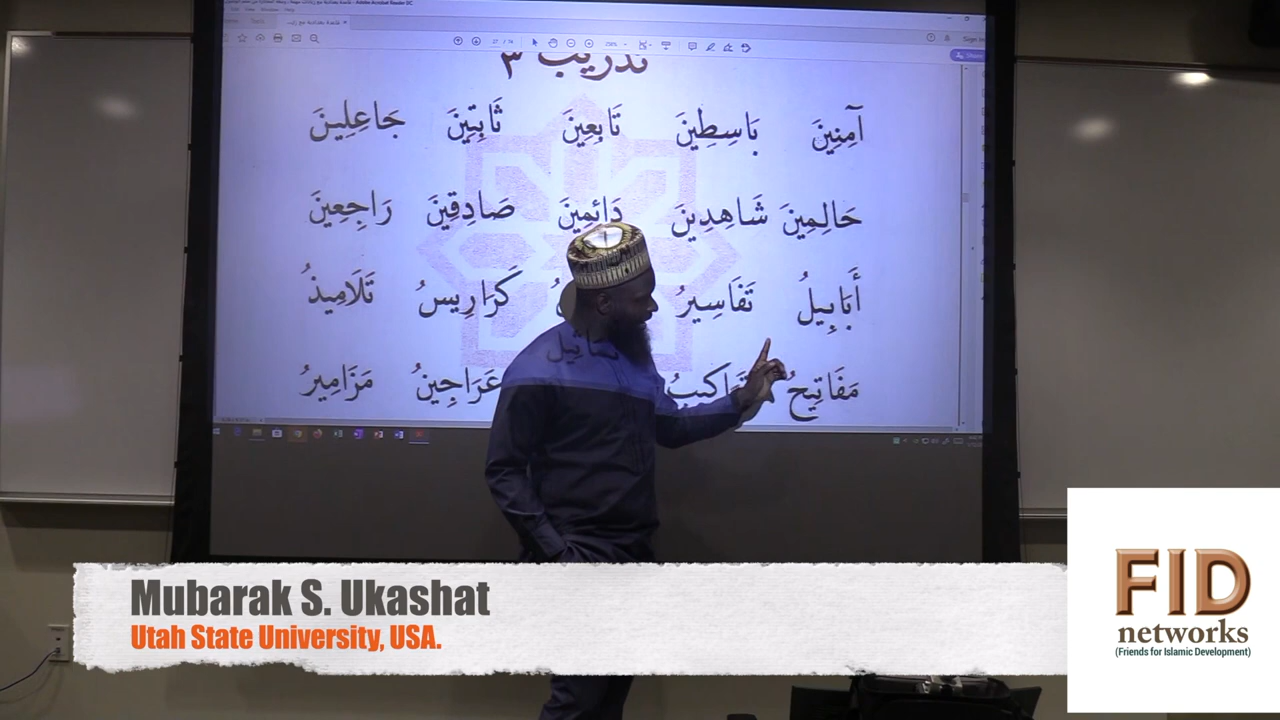 تدريب ٣
آمِنِينَ بَاسِطِينَ تَابِعِينَ ثَابِتِينَ جَاعِلِينَ
حَالِمِينَ شَاهِدِينَ دَائِمِينَ صَادِقِينَ رَاجِعِينَ
أَبَابِيلُ تَفَاسِيرُ كَرَارِيسُ تَلَامِيذُ
مَفَاتِيحُ عَرَاجِينُ مَزَامِيرُ
Mubarak S. Ukashat
Utah State University, USA.
FID
networks
(Friends for Islamic Development)